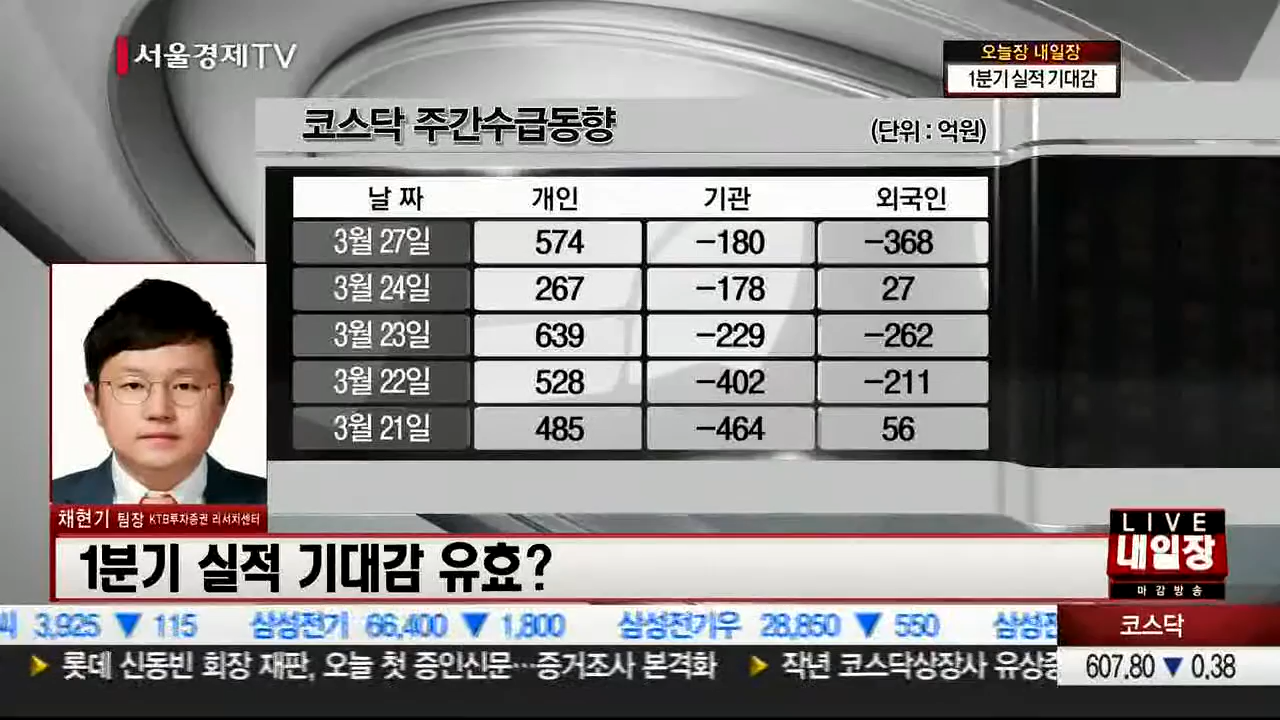 서울경제TV
오늘장 내일장
1분기 실적 기대감
코스닥 주간수급동향
(단위 : 억원)
날 짜 개인 기관 외국인
3월 27일 574 -180 -368
3월 24일 267 -178 27
3월 23일 639 -229 -262
3월 22일 528 -402 -211
3월 21일 485 -464 56
채현기 팀장 KTB투자증권 리서치센터
1분기 실적 기대감 유효?
LIVE
내일장
마감방송
3,925 ▼ 115 삼성전기 66,400 ▼ 1,800 삼성전기우 28,850 ▼ 550 삼성전
코스닥
롯데 신동빈 회장 재판, 오늘 첫 증인신문…증거조사 본격화 작년 코스닥상장사 유상증
607.80 ▼ 0.38